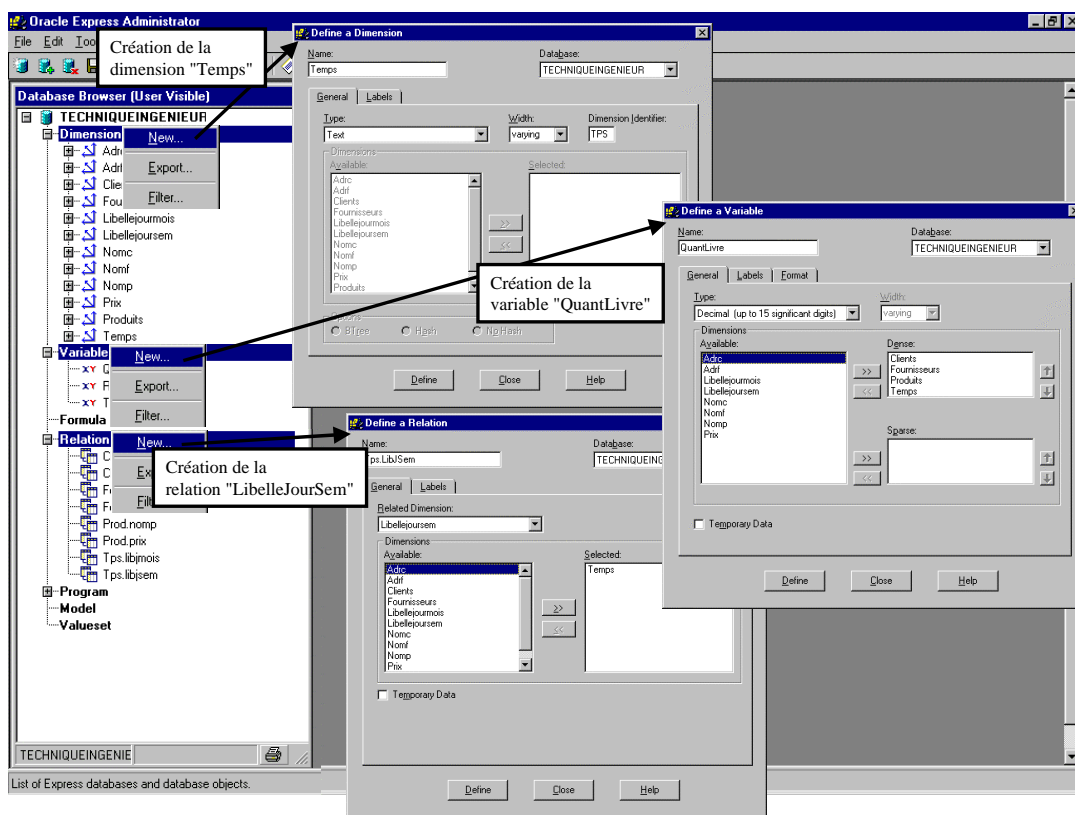 Oracle Express Administrator
File Edit Too
Création de la
dimension "Temps"
Database Browser (User Visible)
TECHNIQUEINGENIEUR
Dimension
New...
Adr
Export...
Adrf
Clie
Filter...
Fou
Libellejourmois
Libellejoursem
Nomc
Nomf
Nomp
Prix
Produits
Temps
Variable
New...
Q
R
Export...
T
Filter...
Formula
Relation
New...
C
C
Ex
F
F
Filt
Prod.nomp
Prod.prix
Tps.libjmois
Tps.libjsem
Program
Model
Valueset
TECHNIQUEINGENIE
List of Express databases and database objects.
Define a Dimension
Name:
Database:
Temps
TECHNIQUEINGENIEUR
General Labels
Type:
Width:
Dimension Identifier:
Text
varying
TPS
Dimensions
Available:
Selected:
Adrc
Adrf
Clients
Fournisseurs
Libellejourmois
Libellejoursem
Nomc
Nomf
Nomp
Prix
Produits
>>
<<
Options
BTree Hash No Hash
Define Close Help
Création de la
variable "QuantLivre"
Define a Variable
Name:
Database:
QuantLivre
TECHNIQUEINGENIEUR
General Labels Format
Type:
Width:
Decimal (up to 15 significant digits)
varying
Dimensions
Available:
Dense:
Adrc
Adrf
Libellejourmois
Libellejoursem
Nomc
Nomf
Nomp
Prix
>>
<<
Clients
Fournisseurs
Produits
Temps
Sparse:
>>
<<
Temporary Data
Define Close Help
Création de la
relation "LibelleJourSem"
Define a Relation
Name:
Database:
ps.LibJSem
TECHNIQUEING
General Labels
Related Dimension:
Libellejoursem
Dimensions
Available:
Selected:
Adrc
Adrf
Clients
Fournisseurs
Libellejourmois
Libellejoursem
Nomc
Nomf
Nomp
Prix
>>
<<
Temps
Temporary Data
Define Close Help